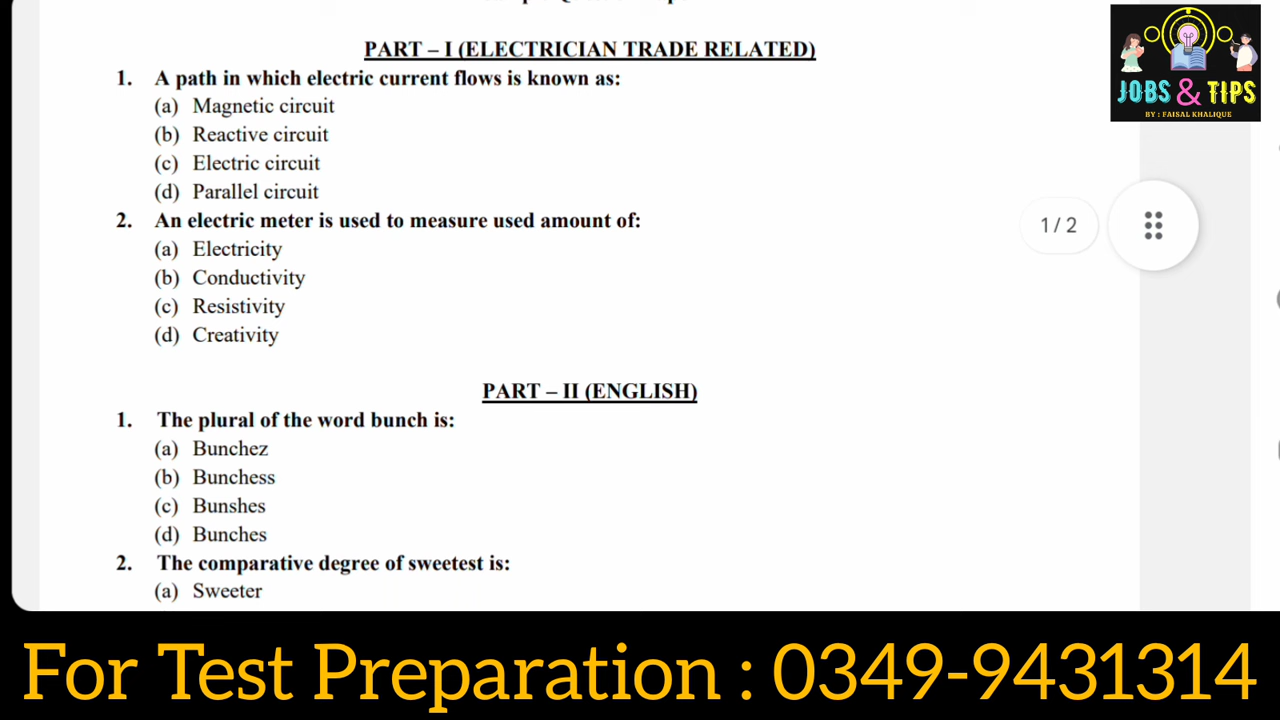 PART – I (ELECTRICIAN TRADE RELATED)
1. A path in which electric current flows is known as:
(a) Magnetic circuit
(b) Reactive circuit
(c) Electric circuit
(d) Parallel circuit
2. An electric meter is used to measure used amount of:
(a) Electricity
(b) Conductivity
(c) Resistivity
(d) Creativity
PART – II (ENGLISH)
1. The plural of the word bunch is:
(a) Bunchez
(b) Bunchess
(c) Bunshes
(d) Bunches
2. The comparative degree of sweetest is:
(a) Sweeter
JOBS & TIPS
BY : FAISAL KHALIQUE
1 / 2
For Test Preparation : 0349-9431314